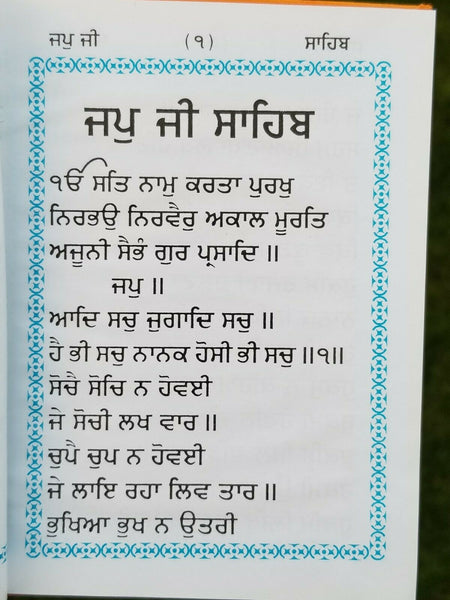 ਜਪੁ ਜੀ (੧) ਸਾਹਿਬ
ਜਪੁ ਜੀ ਸਾਹਿਬ
ੴ ਸਤਿ ਨਾਮੁ ਕਰਤਾ ਪੁਰਖੁ
ਨਿਰਭਉ ਨਿਰਵੈਰੁ ਅਕਾਲ ਮੂਰਤਿ
ਅਜੂਨੀ ਸੈਭੰ ਗੁਰ ਪ੍ਰਸਾਦਿ ॥
ਜਪੁ ॥
ਆਦਿ ਸਚੁ ਜੁਗਾਦਿ ਸਚੁ ॥
ਹੈ ਭੀ ਸਚੁ ਨਾਨਕ ਹੋਸੀ ਭੀ ਸਚੁ ॥੧॥
ਸੋਚੈ ਸੋਚਿ ਨ ਹੋਵਈ
ਜੇ ਸੋਚੀ ਲਖ ਵਾਰ ॥
ਚੁਪੈ ਚੁਪ ਨ ਹੋਵਈ
ਜੇ ਲਾਇ ਰਹਾ ਲਿਵ ਤਾਰ ॥
ਭੁਖਿਆ ਭੁਖ ਨ ਉਤਰੀ